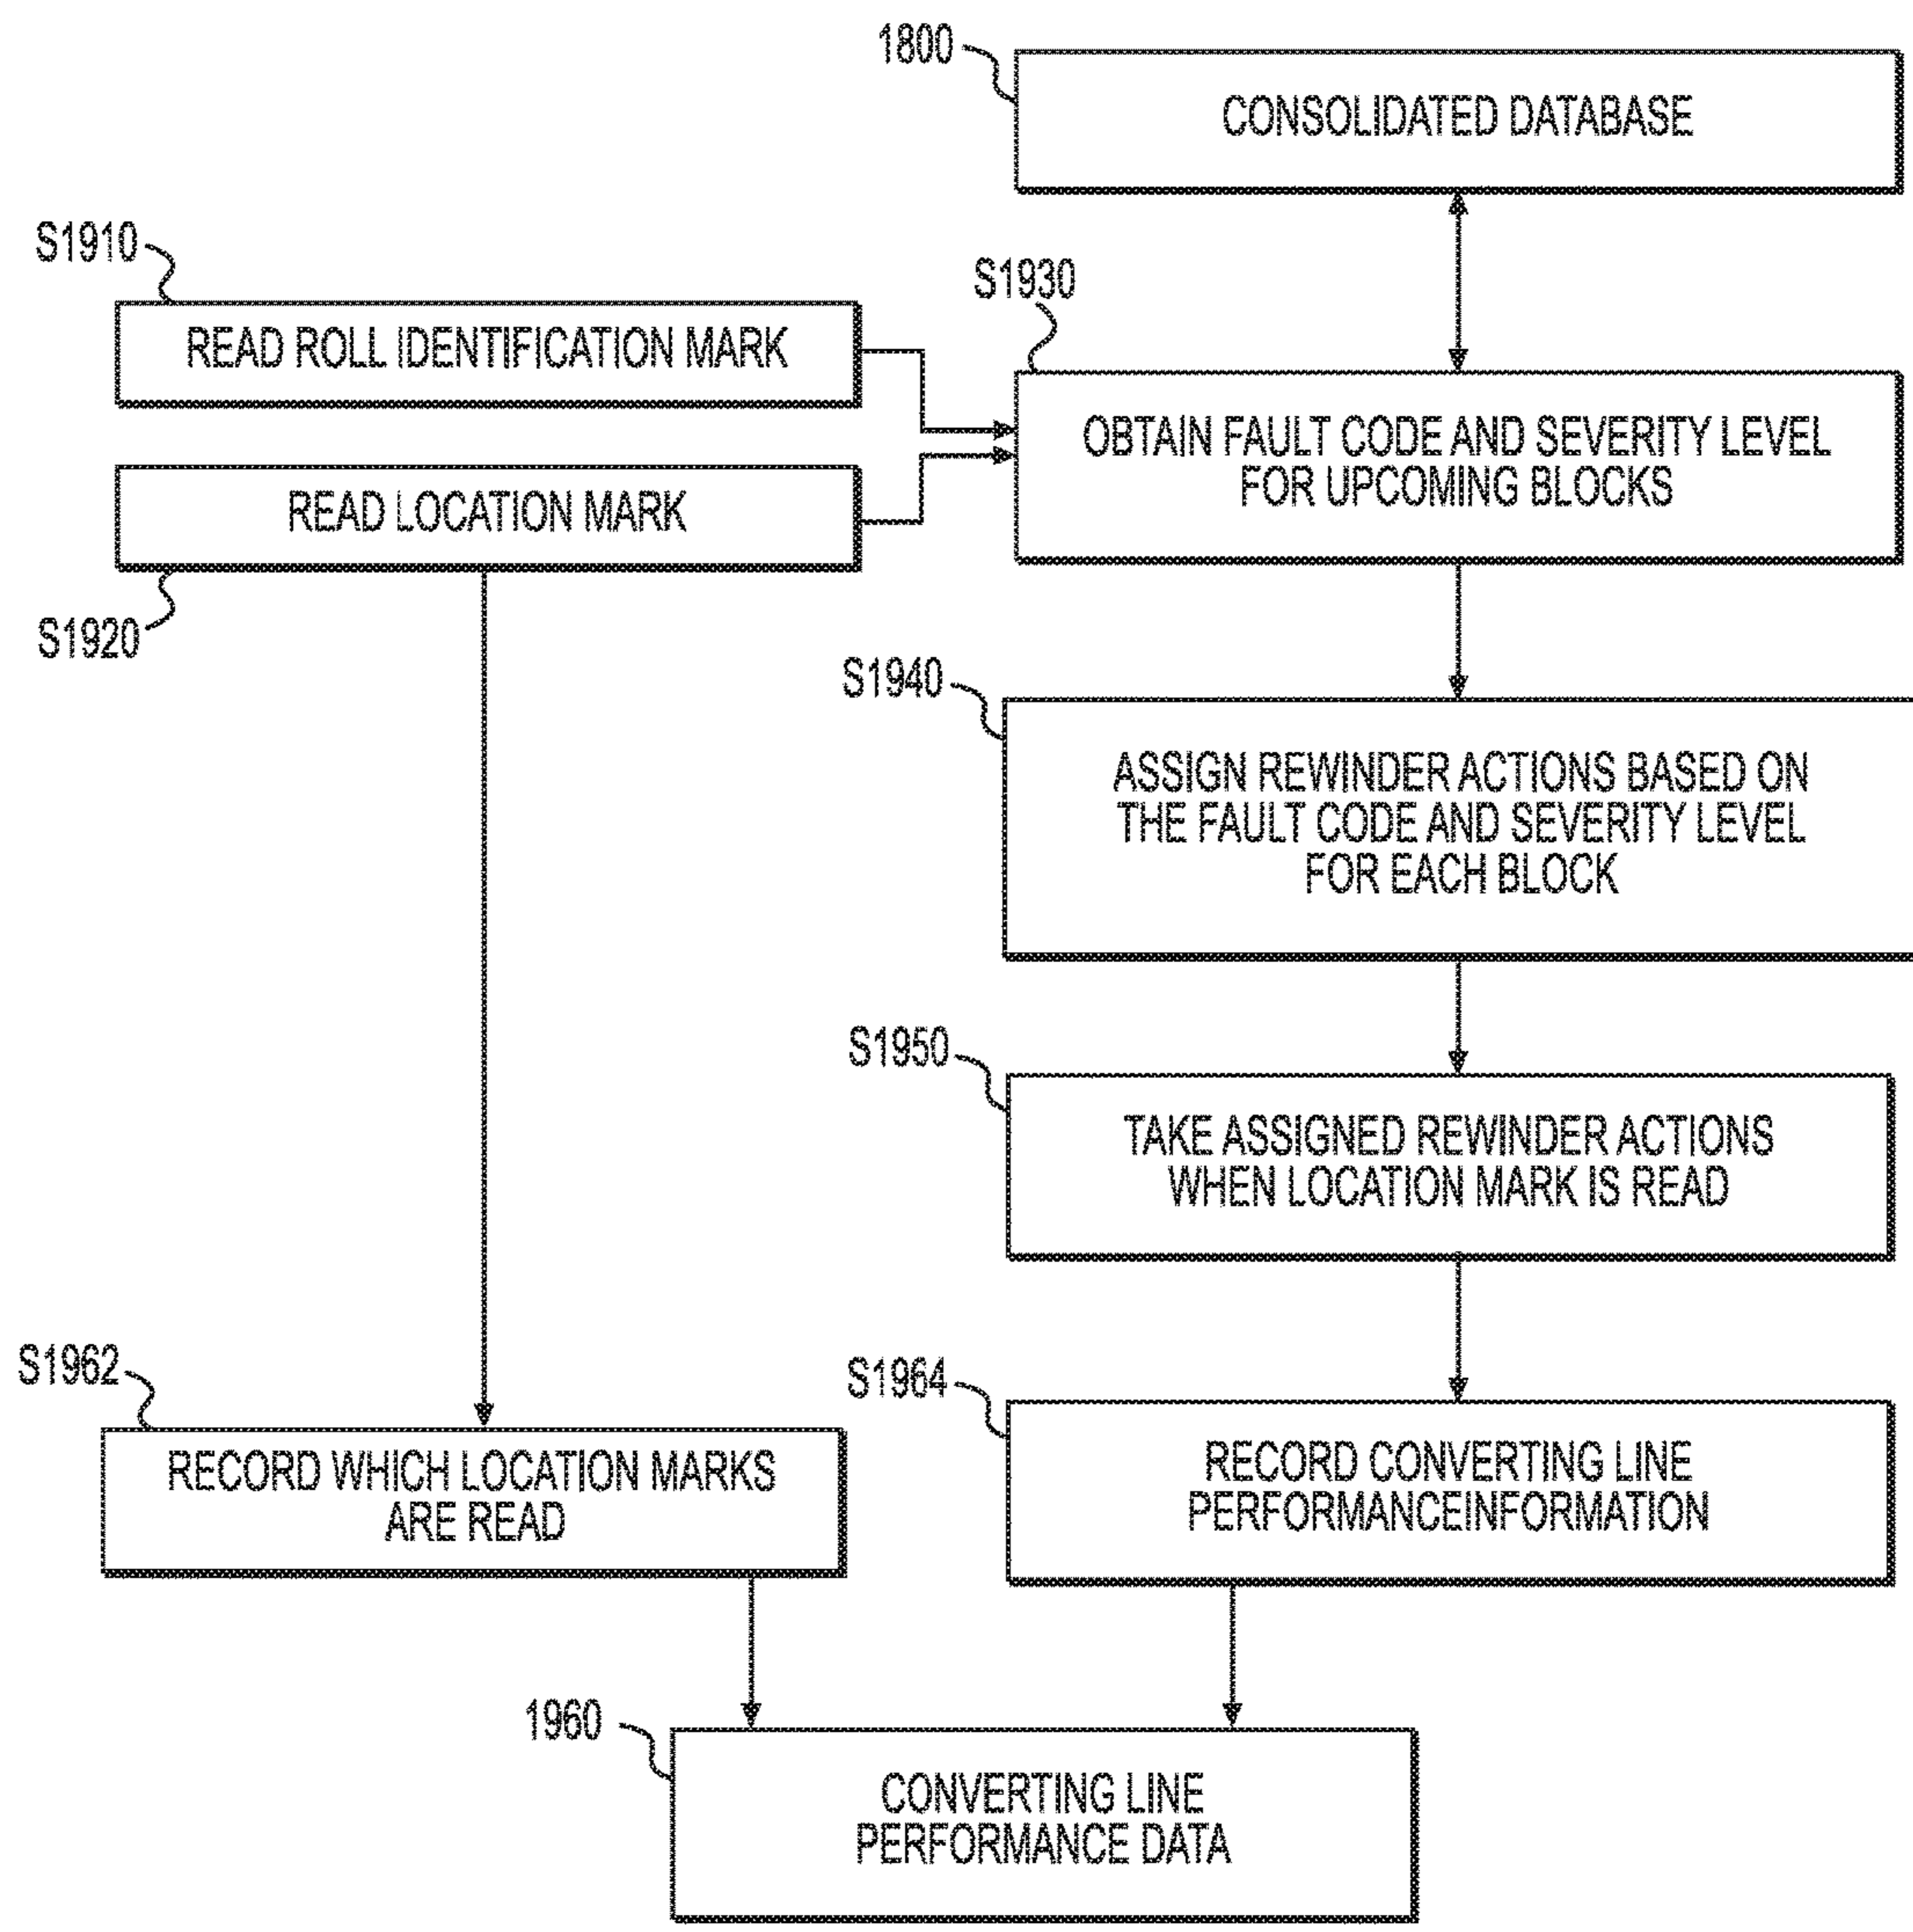 1800
CONSOLIDATED DATABASE
S1910
READ ROLL IDENTIFICATION MARK
S1930
OBTAIN FAULT CODE AND SEVERITY LEVEL
FOR UPCOMING BLOCKS
READ LOCATION MARK
S1920
S1940
ASSIGN REWINDER ACTIONS BASED ON
THE FAULT CODE AND SEVERITY LEVEL
FOR EACH BLOCK
S1950
TAKE ASSIGNED REWINDER ACTIONS
WHEN LOCATION MARK IS READ
S1962
RECORD WHICH LOCATION MARKS
ARE READ
S1964
RECORD CONVERTING LINE
PERFORMANCEINFORMATION
1960
CONVERTING LINE
PERFORMANCE DATA